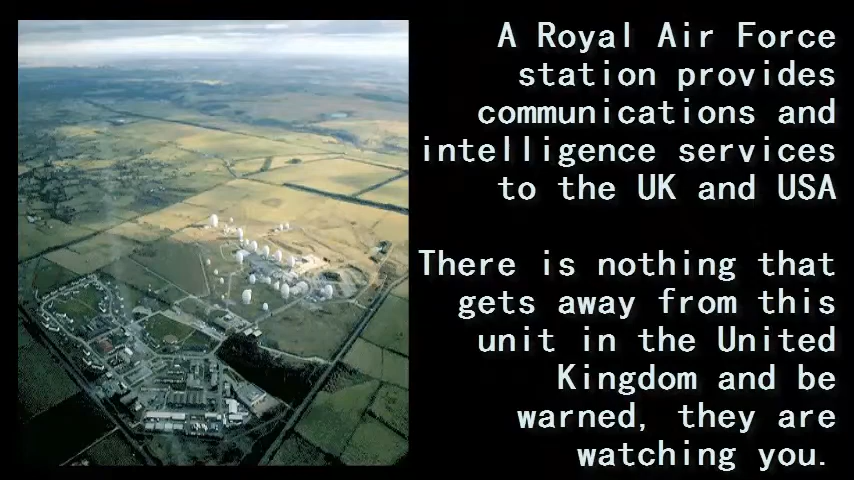 A Royal Air Force
station provides
communications and
intelligence services
to the UK and USA
There is nothing that
gets away from this
unit in the United
Kingdom and be
warned, they are
watching you.